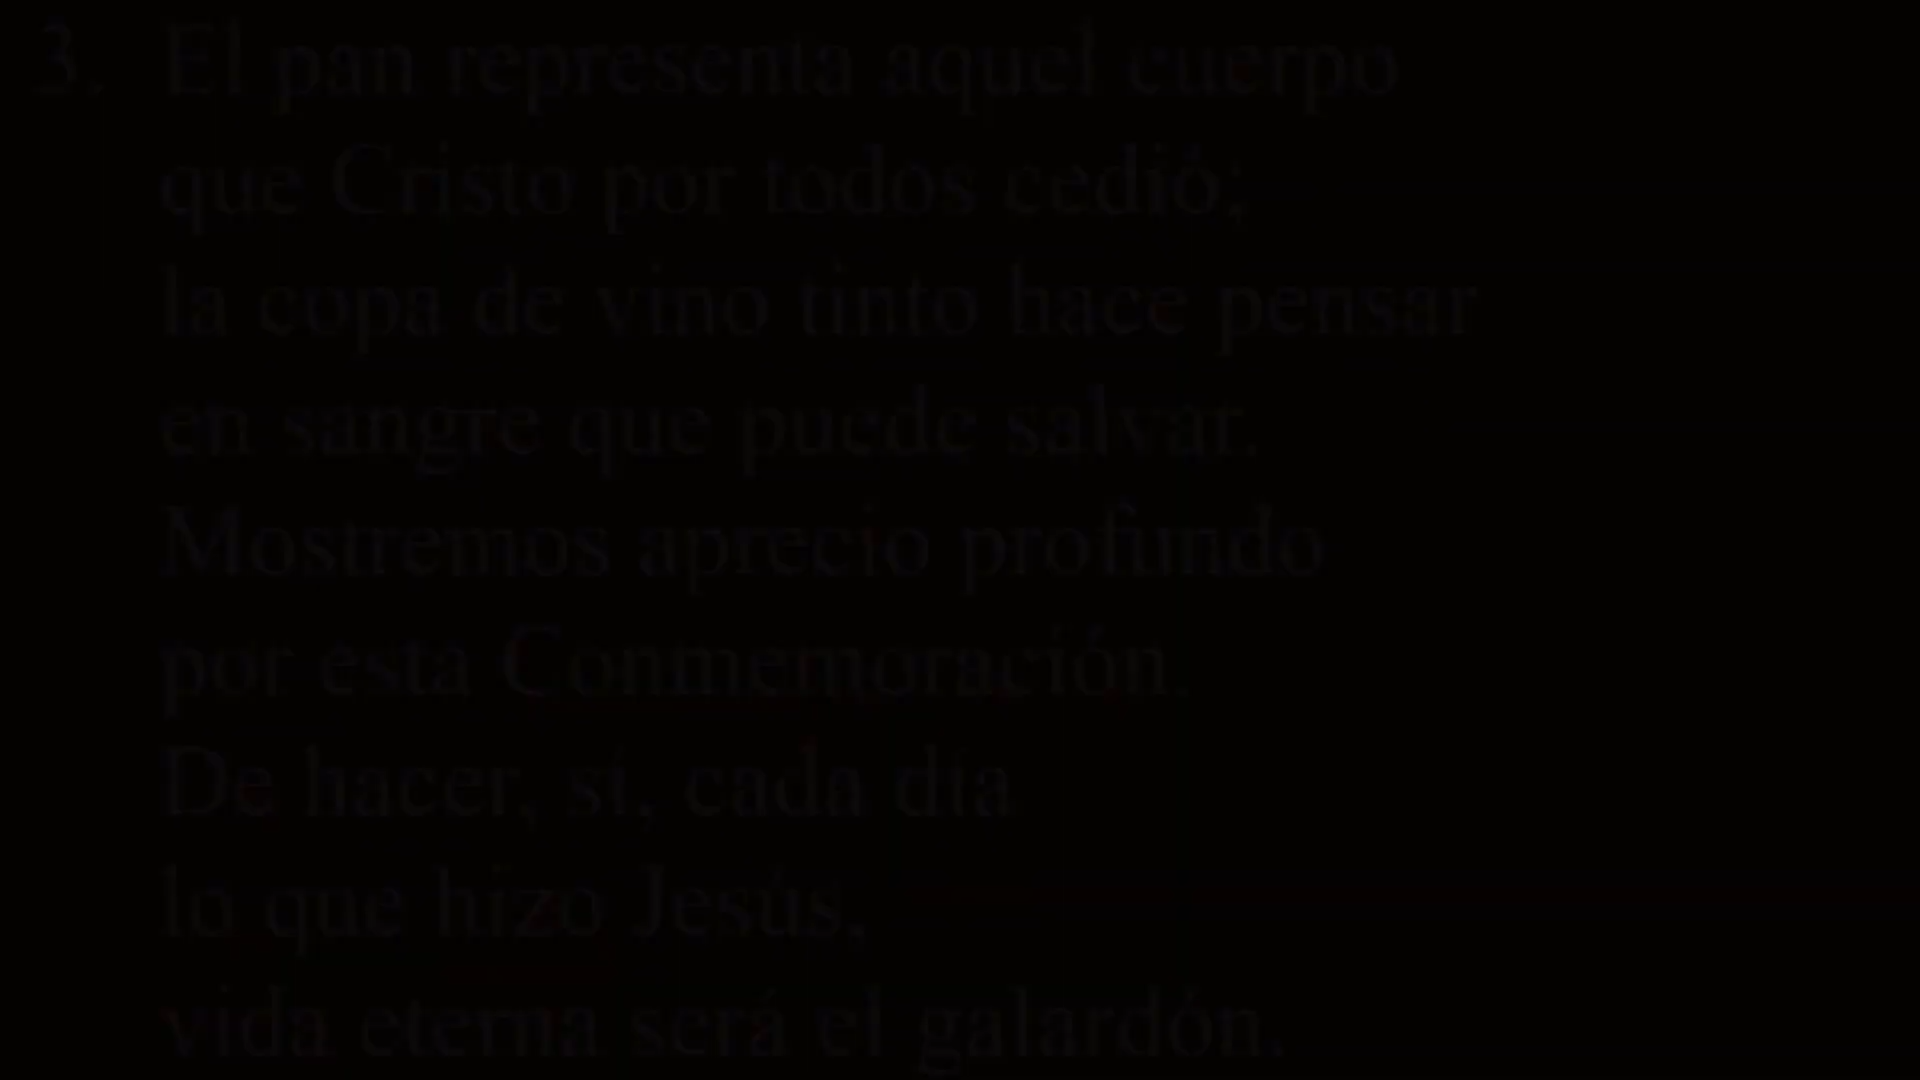 3. El pan representa aquel cuerpo
que Cristo por todos cedió;
la copa de vino tinto hace pensar
en sangre que puede salvar.
Mostremos aprecio profundo
por esta Conmemoración.
De hacer, sí, cada día
lo que hizo Jesús,
vida eterna será el galardón.